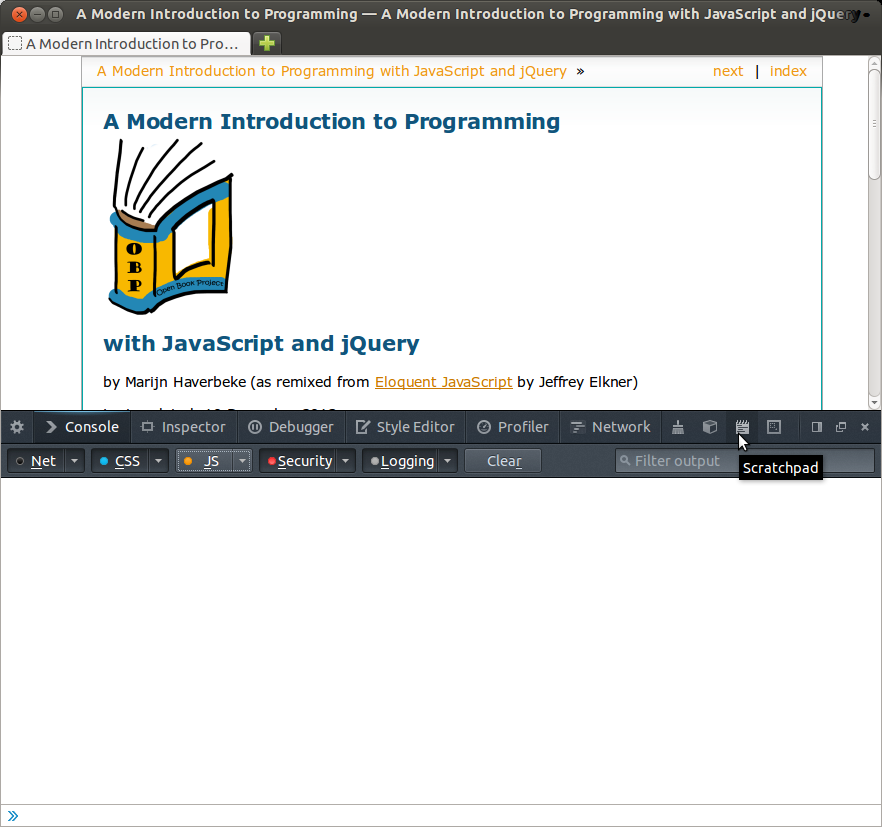 A Modern Introduction to Programming — A Modern Introduction to Programming with JavaScript and jQuery
A Modern Introduction to Pro...
A Modern Introduction to Programming with JavaScript and jQuery » next | index
A Modern Introduction to Programming
O
B
P
Open Book Project
with JavaScript and jQuery
by Marijn Haverbeke (as remixed from Eloquent JavaScript by Jeffrey Elkner)
Console Inspector Debugger Style Editor Profiler Network
Net CSS JS Security Logging Clear Filter output
Scratchpad